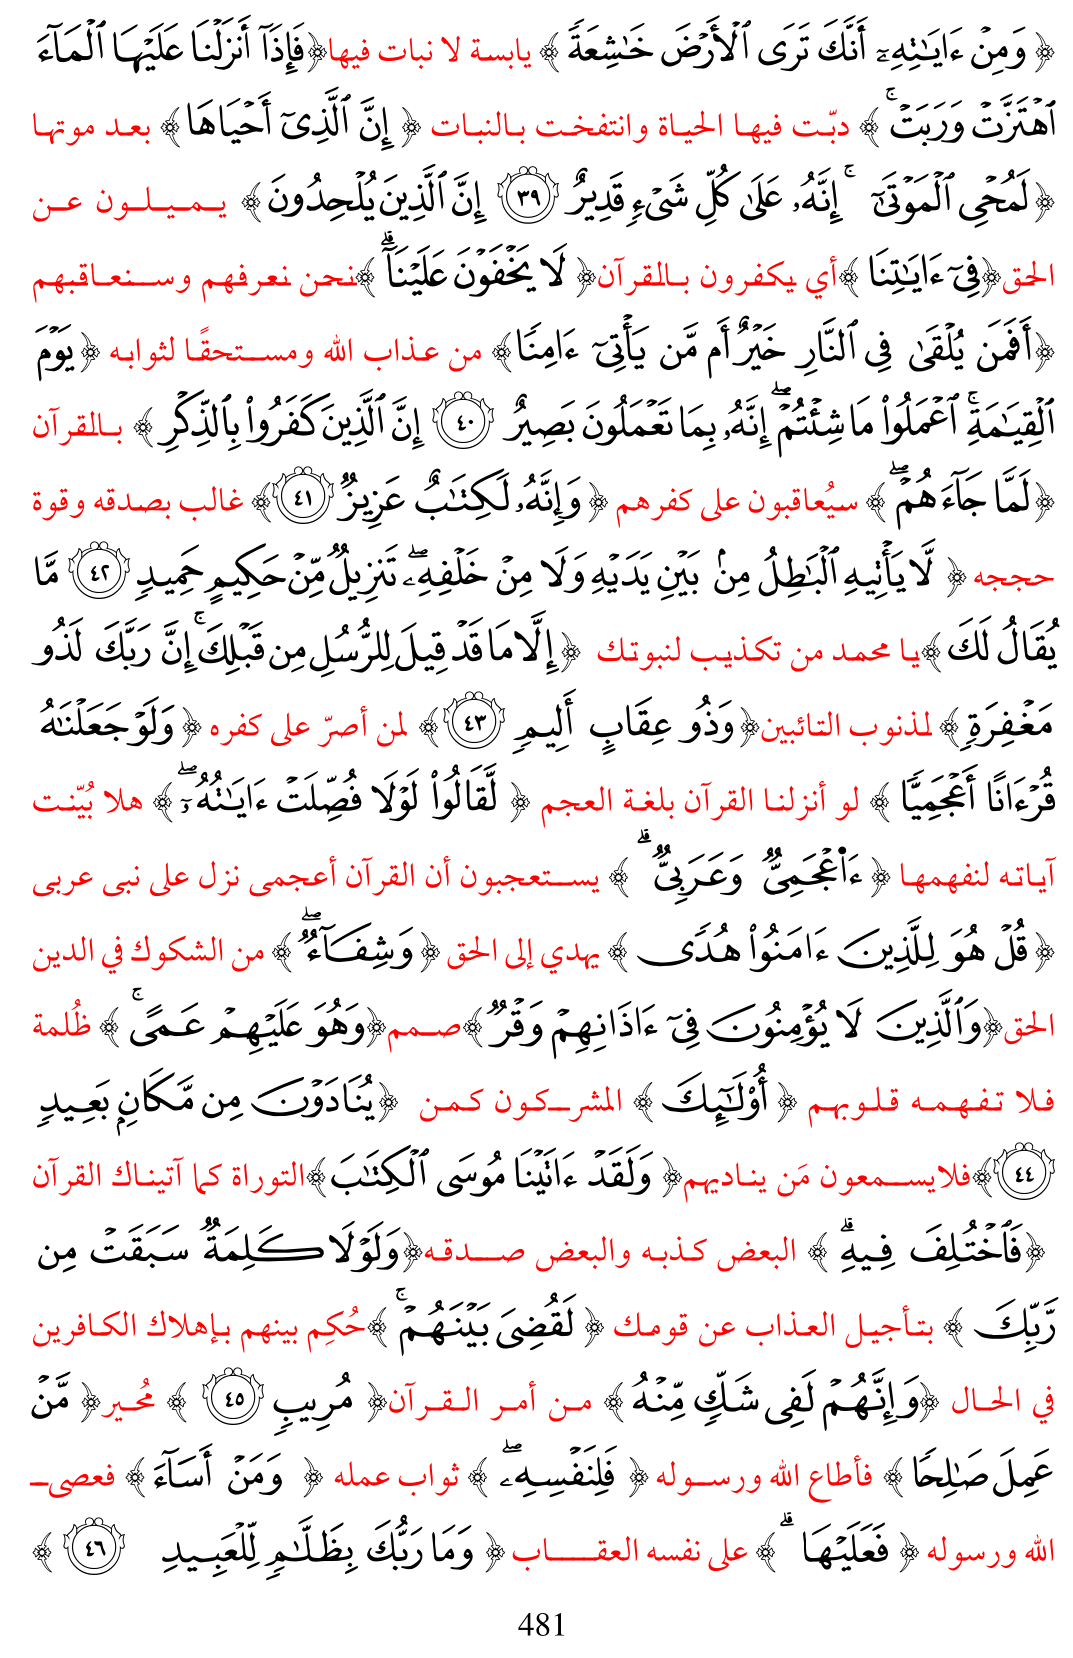 ﴿ وَمِنْ ءَايَـٰتِهِۦٓ أَنَّكَ تَرَى ٱلْأَرْضَ خَـٰشِعَةً ﴾ يابسة لا نبات فيها﴿فَإِذَآ أَنزَلْنَا عَلَيْهَا ٱلْمَآءَ
ٱهْتَزَّتْ وَرَبَتْ ۚ ﴾ دبّت فيها الحياة وانتفخت بالنبات ﴿ إِنَّ ٱلَّذِىٓ أَحْيَاهَا ﴾ بعد موتها
﴿ لَمُحْىِ ٱلْمَوْتَىٰٓ ۚ إِنَّهُۥ عَلَىٰ كُلِّ شَىْءٍ قَدِيرٌ ٣٩ إِنَّ ٱلَّذِينَ يُلْحِدُونَ ﴾ يميلون عن
الحق﴿فِىٓ ءَايَـٰتِنَا ﴾أي يكفرون بالقرآن﴿ لَا يَخْفَوْنَ عَلَيْنَآ ۗ ﴾نحن نعرفهم وسنعاقبهم
﴿أَفَمَن يُلْقَىٰ فِى ٱلنَّارِ خَيْرٌ أَم مَّن يَأْتِىٓ ءَامِنًا﴾ من عذاب الله ومستحقًا لثوابه ﴿ يَوْمَ
ٱلْقِيَـٰمَةِ ۚ ٱعْمَلُوا۟ مَا شِئْتُمْ ۖ إِنَّهُۥ بِمَا تَعْمَلُونَ بَصِيرٌ ٤٠ إِنَّ ٱلَّذِينَ كَفَرُوا۟ بِٱلذِّكْرِ ﴾ بالقرآن
﴿ لَمَّا جَآءَهُمْ ۖ ﴾ سيُعاقبون على كفرهم ﴿ وَإِنَّهُۥ لَكِتَـٰبٌ عَزِيزٌ ٤١ ﴾ غالب بصدقه وقوة
حججه ﴿ لَّا يَأْتِيهِ ٱلْبَـٰطِلُ مِنۢ بَيْنِ يَدَيْهِ وَلَا مِنْ خَلْفِهِۦ ۖ تَنزِيلٌ مِّنْ حَكِيمٍ حَمِيدٍ ٤٢ مَّا
يُقَالُ لَكَ ﴾يا محمد من تكذيب لنبوتك ﴿إِلَّا مَا قَدْ قِيلَ لِلرُّسُلِ مِن قَبْلِكَ ۚ إِنَّ رَبَّكَ لَذُو
مَغْفِرَةٍ ﴾ لمذنوب التائبين﴿وَذُو عِقَابٍ أَلِيمٍ ٤٣ ﴾ لمن أصرّ على كفره ﴿وَلَوْ جَعَلْنَـٰهُ
قُرْءَانًا أَعْجَمِيًّا ﴾ لو أنزلنا القرآن بلغة العجم ﴿ لَّقَالُوا۟ لَوْلَا فُصِّلَتْ ءَايَـٰتُهُۥٓ ۖ ﴾ هلا بُيّنت
آياته لنفهمها ﴿ ءَا۬عْجَمِىٌّ وَعَرَبِىٌّ ۗ ﴾ يستعجبون أن القرآن أعجمى نزل على نبى عربى
﴿ قُلْ هُوَ لِلَّذِينَ ءَامَنُوا۟ هُدًى ﴾ يهدي إلى الحق ﴿ وَشِفَآءٌ ۖ ﴾ من الشكوك في الدين
الحق﴿وَٱلَّذِينَ لَا يُؤْمِنُونَ فِىٓ ءَاذَانِهِمْ وَقْرٌ﴾صمم﴿وَهُوَ عَلَيْهِمْ عَمًى ۚ ﴾ ظُلمة
فلا تفهمه قلوبهم ﴿ أُو۟لَـٰٓئِكَ ﴾ المشركون كمن ﴿يُنَادَوْنَ مِن مَّكَانٍۭ بَعِيدٍ
٤٤ ﴾فلايسمعون مَن يناديهم﴿ وَلَقَدْ ءَاتَيْنَا مُوسَى ٱلْكِتَـٰبَ﴾التوراة كما آتيناك القرآن
﴿فَٱخْتُلِفَ فِيهِ ۗ ﴾ البعض كذبه والبعض صدقه﴿وَلَوْلَا كَلِمَةٌ سَبَقَتْ مِن
رَّبِّكَ ﴾ بتأجيل العذاب عن قومك ﴿ لَقُضِىَ بَيْنَهُمْ ۚ ﴾حُكِم بينهم بإهلاك الكافرين
في الحال ﴿وَإِنَّهُمْ لَفِى شَكٍّ مِّنْهُ ﴾ من أمر القرآن﴿ مُرِيبٍ ٤٥ ﴾ مُحير﴿ مَّنْ
عَمِلَ صَـٰلِحًا ﴾ فأطاع الله ورسوله ﴿ فَلِنَفْسِهِۦ ۖ ﴾ ثواب عمله ﴿ وَمَنْ أَسَآءَ ﴾ فعصى
الله ورسوله ﴿ فَعَلَيْهَا ۗ ﴾ على نفسه العقاب ﴿ وَمَا رَبُّكَ بِظَلَّـٰمٍ لِّلْعَبِيدِ ٤٦ ﴾
481